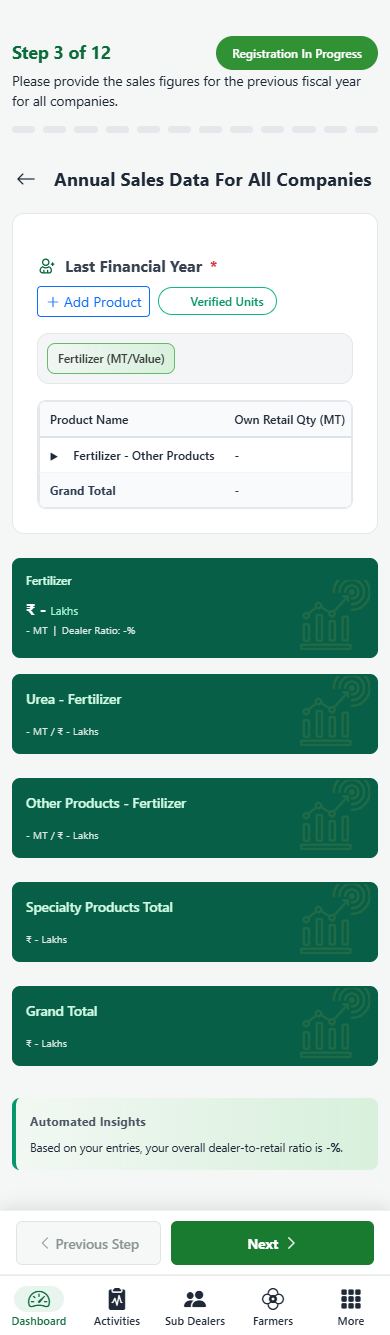 Step 3 of 12
Registration In Progress
Please provide the sales figures for the previous fiscal year
for all companies.
Annual Sales Data For All Companies
Last Financial Year *
+ Add Product
Verified Units
Fertilizer (MT/Value)
Product Name Own Retail Qty (MT)
Fertilizer - Other Products -
Grand Total -
Fertilizer
₹ - Lakhs
- MT | Dealer Ratio: -%
Urea - Fertilizer
- MT / ₹ - Lakhs
Other Products - Fertilizer
- MT / ₹ - Lakhs
Specialty Products Total
₹ - Lakhs
Grand Total
₹ - Lakhs
Automated Insights
Based on your entries, your overall dealer-to-retail ratio is -%.
Previous Step
Next
Dashboard
Activities
Sub Dealers
Farmers
More